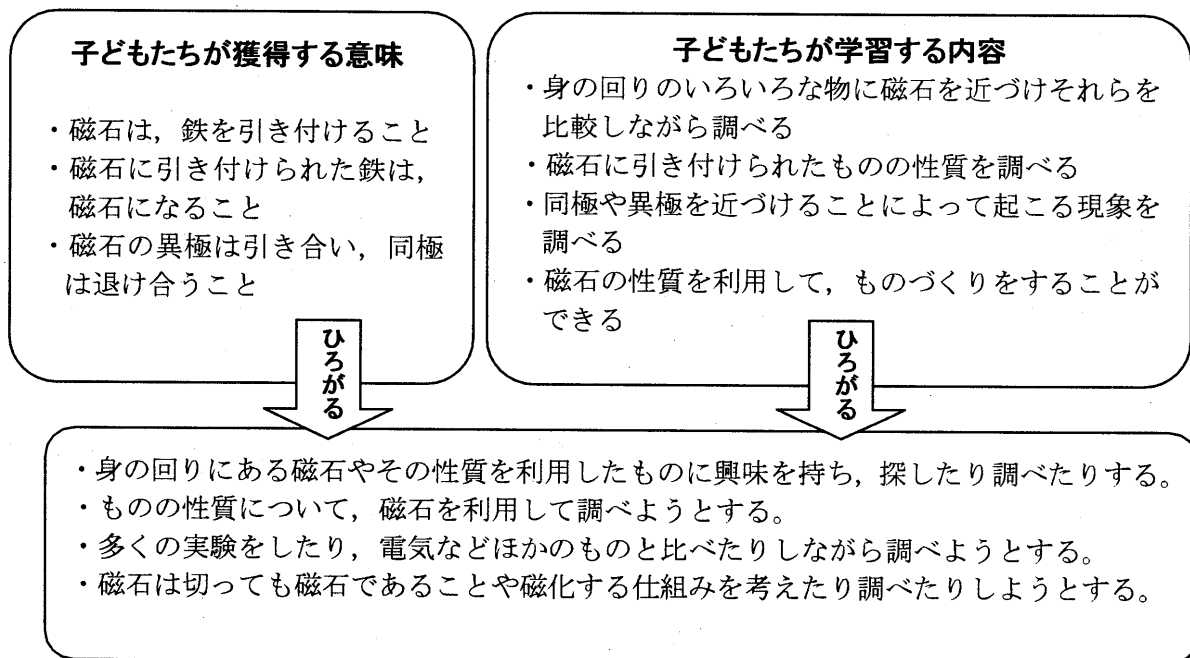 子どもたちが獲得する意味
・磁石は,鉄を引き付けること
・磁石に引き付けられた鉄は,
磁石になること
・磁石の異極は引き合い,同極
は退け合うこと
ひろがる
子どもたちが学習する内容
・身の回りのいろいろな物に磁石を近づけそれらを
比較しながら調べる
・磁石に引き付けられたものの性質を調べる
・同極や異極を近づけることによって起こる現象を
調べる
・磁石の性質を利用して,ものづくりをすることが
できる
ひろがる
・身の回りにある磁石やその性質を利用したものに興味を持ち,探したり調べたりする。
・ものの性質について,磁石を利用して調べようとする。
・多くの実験をしたり,電気などほかのものと比べたりしながら調べようとする。
・磁石は切っても磁石であることや磁化する仕組みを考えたり調べたりしようとする。